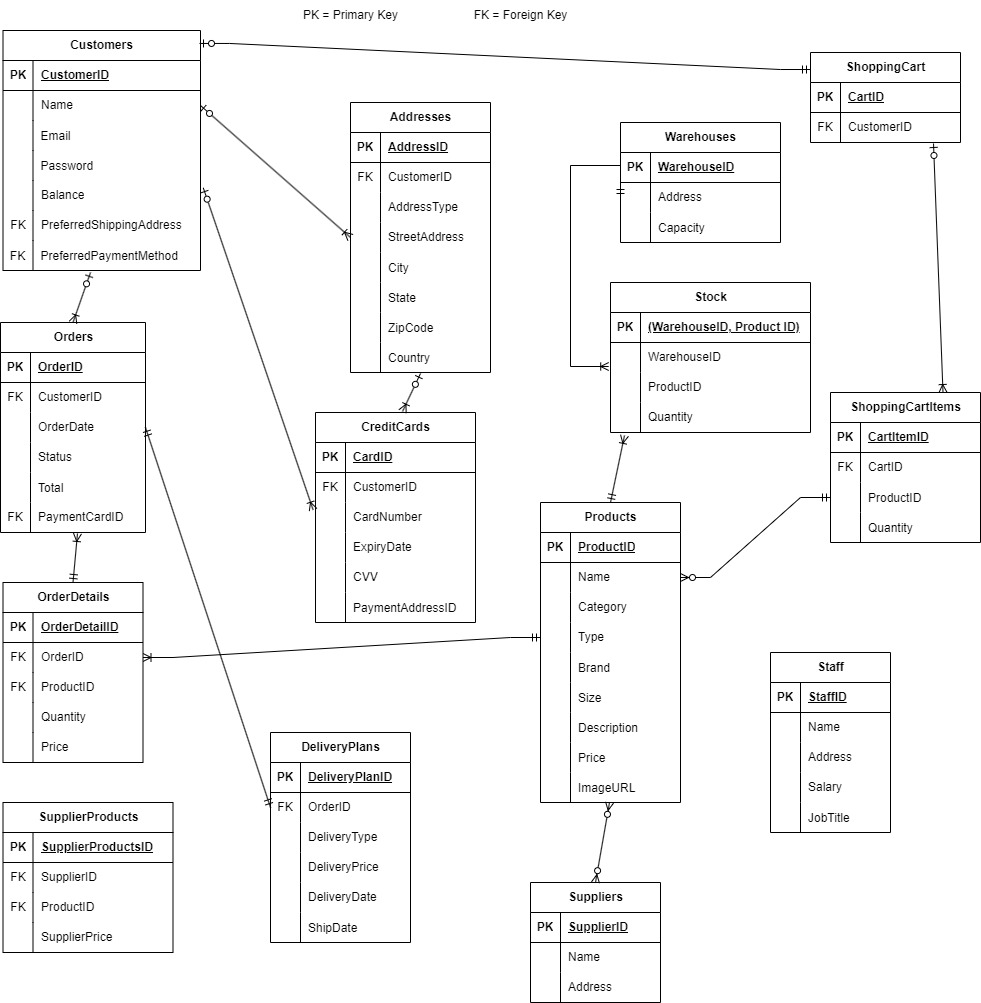 PK = Primary Key
FK = Foreign Key
Customers
PK CustomerID
Name
Email
Password
Balance
FK PreferredShippingAddress
FK PreferredPaymentMethod
ShoppingCart
PK CartID
FK CustomerID
Addresses
PK AddressID
FK CustomerID
AddressType
StreetAddress
City
State
ZipCode
Country
Warehouses
PK WarehouseID
Address
Capacity
Stock
PK (WarehouseID, Product ID)
WarehouseID
ProductID
Quantity
Orders
PK OrderID
FK CustomerID
OrderDate
Status
Total
FK PaymentCardID
CreditCards
PK CardID
FK CustomerID
CardNumber
ExpiryDate
CVV
PaymentAddressID
ShoppingCartItems
PK CartItemID
FK CartID
ProductID
Quantity
Products
PK ProductID
Name
Category
Type
Brand
Size
Description
Price
ImageURL
OrderDetails
PK OrderDetailID
FK OrderID
FK ProductID
Quantity
Price
Staff
PK StaffID
Name
Address
Salary
JobTitle
DeliveryPlans
PK DeliveryPlanID
FK OrderID
DeliveryType
DeliveryPrice
DeliveryDate
ShipDate
SupplierProducts
PK SupplierProductsID
FK SupplierID
FK ProductID
SupplierPrice
Suppliers
PK SupplierID
Name
Address